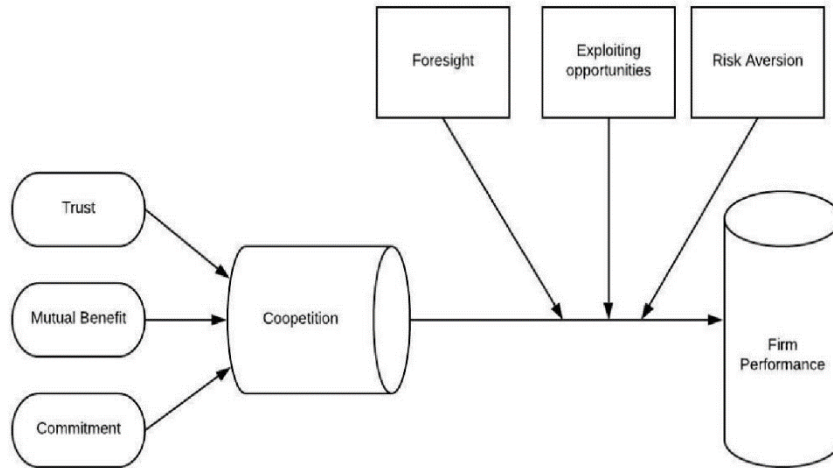 Foresight
Exploiting
opportunities
Risk Aversion
Trust
Mutual Benefit
Coopetition
Firm
Performance
Commitment